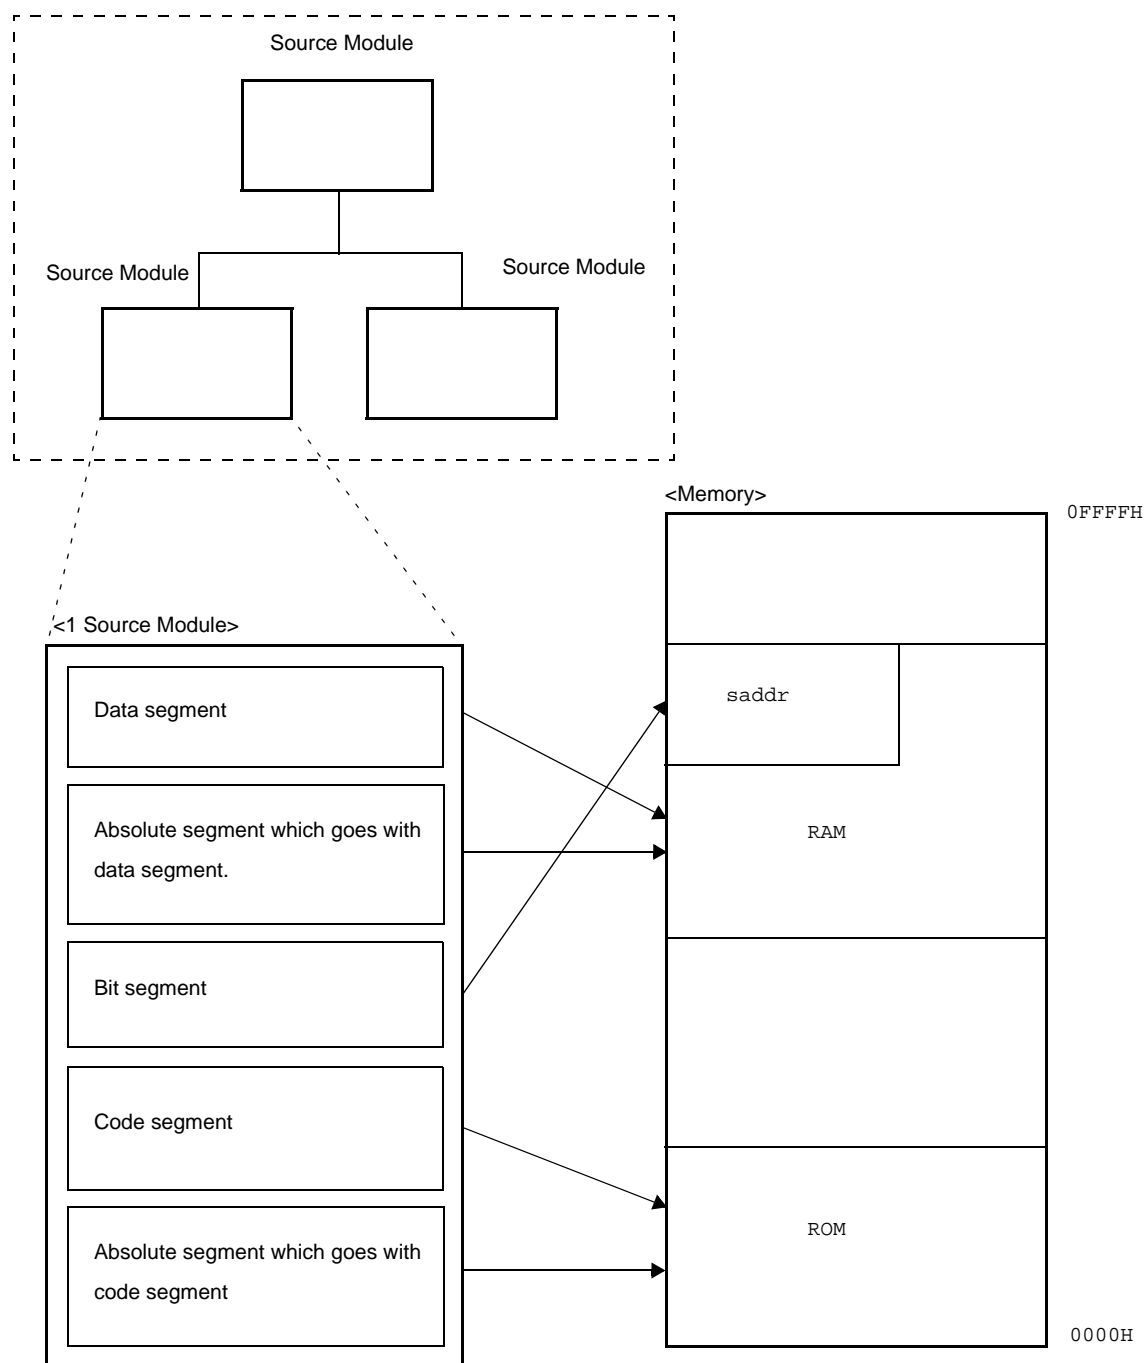 Source Module
Source Module
Source Module
<Memory>
0FFFFH
<1 Source Module>
saddr
Data segment
Absolute segment which goes with
data segment.
RAM
Bit segment
Code segment
ROM
Absolute segment which goes with
code segment
0000H